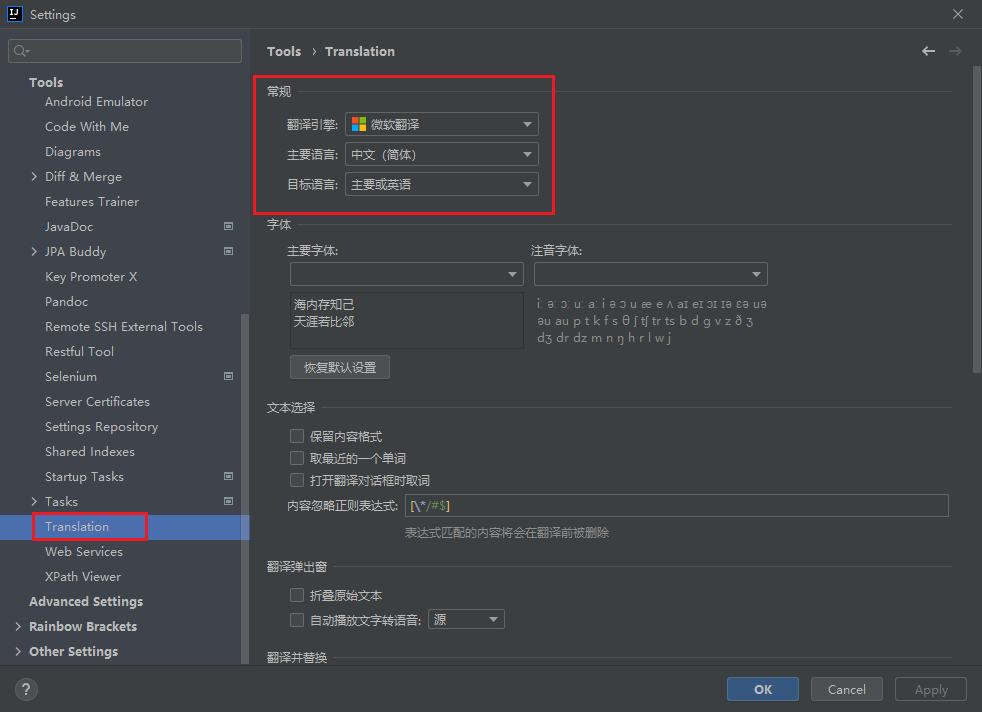 Settings
Tools
Android Emulator
Code With Me
Diagrams
Diff & Merge
Features Trainer
JavaDoc
JPA Buddy
Key Promoter X
Pandoc
Remote SSH External Tools
Restful Tool
Selenium
Server Certificates
Settings Repository
Shared Indexes
Startup Tasks
Tasks
Translation
Web Services
XPath Viewer
Advanced Settings
Rainbow Brackets
Other Settings
Tools › Translation
常规
翻译引擎: 微软翻译
主要语言: 中文 (简体)
目标语言: 主要或英语
字体
主要字体: 注音字体:
海内存知己
天涯若比邻
iː əː ɔː uː aː i ə ɔ u æ e ʌ aɪ eɪ ɔɪ ɪə ɛə uə
əu au p t k f s θ ʃ tʃ tr ts b d g v z ð ʒ
dʒ dr dz m n ŋ h r l w j
恢复默认设置
文本选择
保留内容格式
取最近的一个单词
打开翻译对话框时取词
内容忽略正则表达式: [\*/#$]
表达式匹配的内容将会在翻译前被删除
翻译弹出窗
折叠原始文本
自动播放文字转语音: 源
翻译并替换
?
OK Cancel Apply